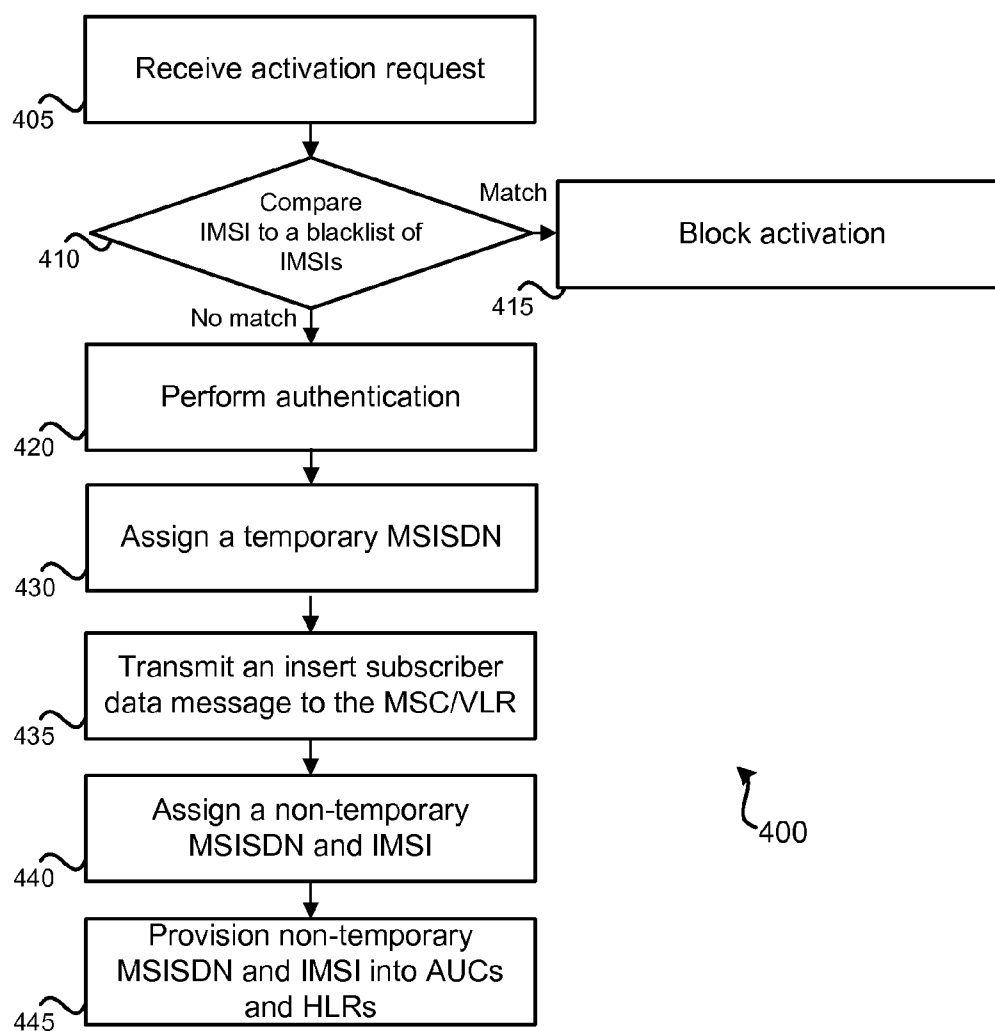 Receive activation request
405
Compare
IMSI to a blacklist of
IMSIs
410
Match
Block activation
415
No match
Perform authentication
420
Assign a temporary MSISDN
430
Transmit an insert subscriber
data message to the MSC/VLR
435
Assign a non-temporary
MSISDN and IMSI
440
400
Provision non-temporary
MSISDN and IMSI into AUCs
and HLRs
445